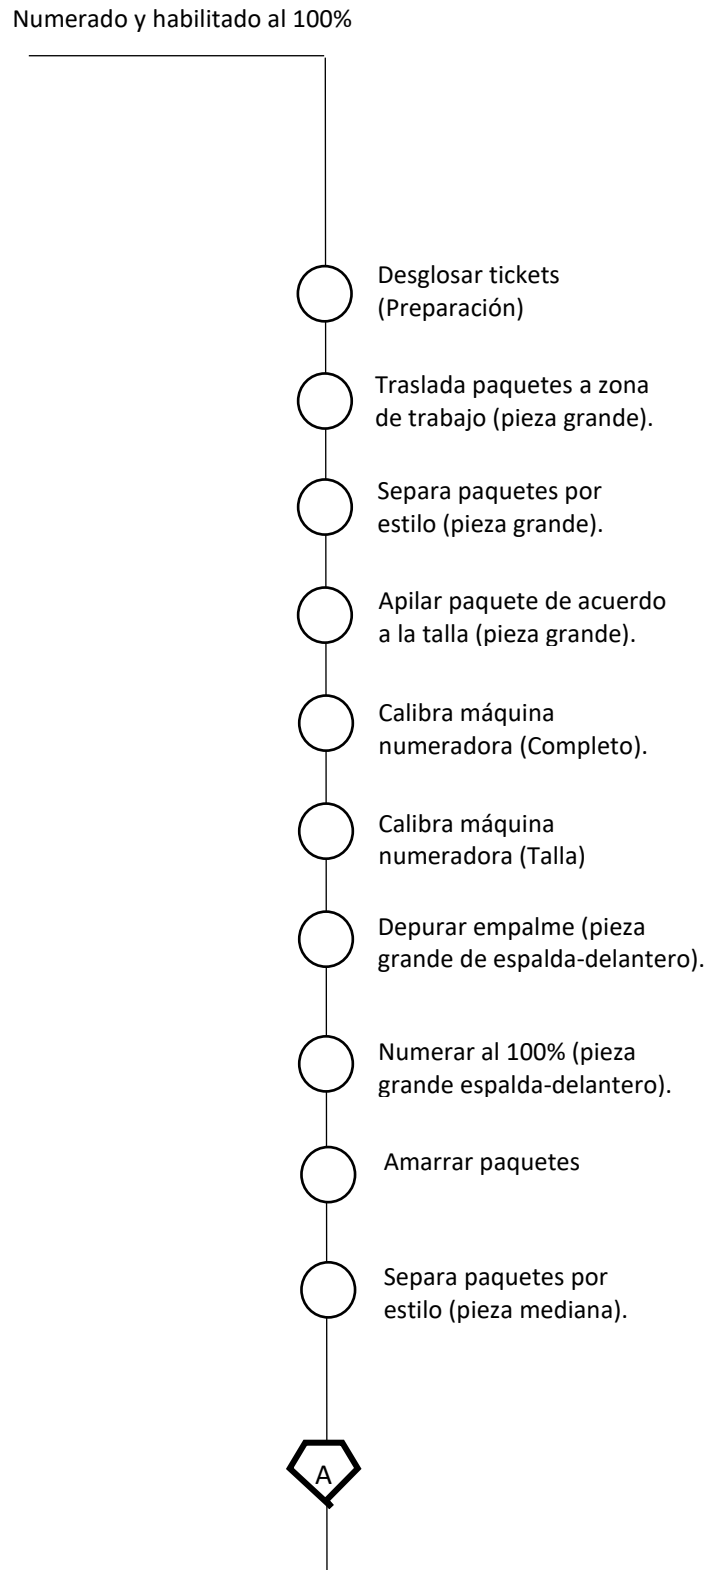 Numerado y habilitado al 100%
Desglosar tickets
(Preparación)
Traslada paquetes a zona
de trabajo (pieza grande).
Separa paquetes por
estilo (pieza grande).
Apilar paquete de acuerdo
a la talla (pieza grande).
Calibra máquina
numeradora (Completo).
Calibra máquina
numeradora (Talla)
Depurar empalme (pieza
grande de espalda-delantero).
Numerar al 100% (pieza
grande espalda-delantero).
Amarrar paquetes
Separa paquetes por
estilo (pieza mediana).
A